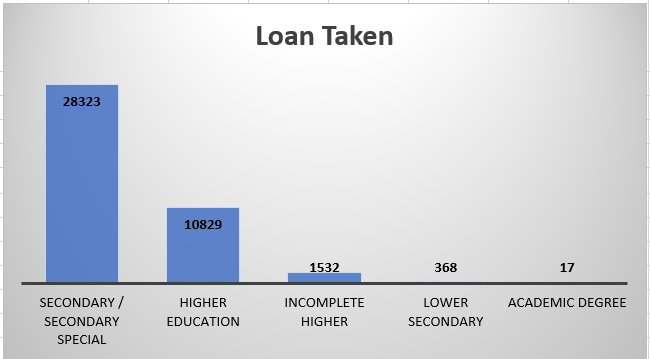 Loan Taken
28323
10829
1532
368
17
SECONDARY /
SECONDARY
SPECIAL
HIGHER
EDUCATION
INCOMPLETE
HIGHER
LOWER
SECONDARY
ACADEMIC DEGREE